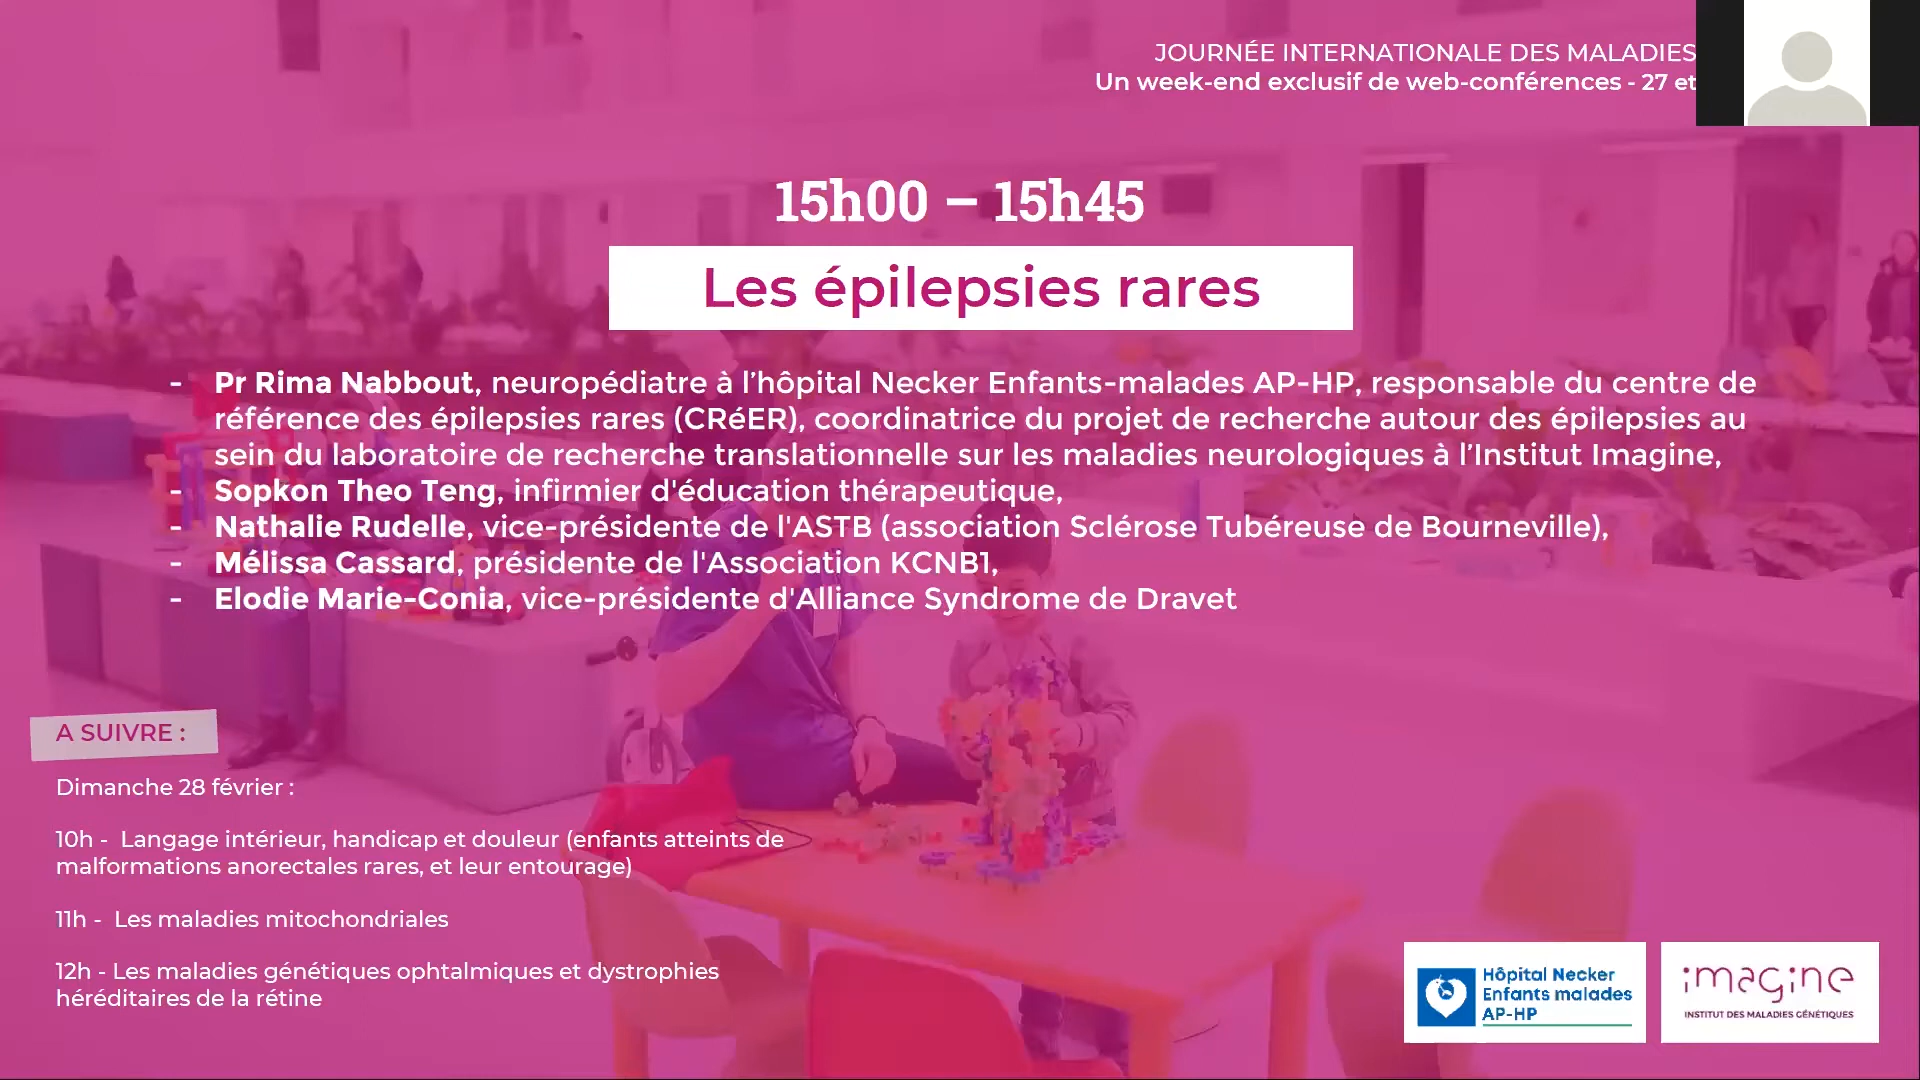 JOURNÉE INTERNATIONALE DES MALADIES
Un week-end exclusif de web-conférences - 27 et
15h00 – 15h45
Les épilepsies rares
- Pr Rima Nabbout, neuropédiatre à l’hôpital Necker Enfants-malades AP-HP, responsable du centre de
référence des épilepsies rares (CRéER), coordinatrice du projet de recherche autour des épilepsies au
sein du laboratoire de recherche translationnelle sur les maladies neurologiques à l’Institut Imagine,
- Sopkon Theo Teng, infirmier d'éducation thérapeutique,
- Nathalie Rudelle, vice-présidente de l'ASTB (association Sclérose Tubéreuse de Bourneville),
- Mélissa Cassard, présidente de l'Association KCNB1,
- Elodie Marie-Conia, vice-présidente d'Alliance Syndrome de Dravet
A SUIVRE :
Dimanche 28 février :
10h - Langage intérieur, handicap et douleur (enfants atteints de
malformations anorectales rares, et leur entourage)
11h - Les maladies mitochondriales
12h - Les maladies génétiques ophtalmiques et dystrophies
héréditaires de la rétine
Hôpital Necker
Enfants malades
AP-HP
imagine
INSTITUT DES MALADIES GÉNÉTIQUES